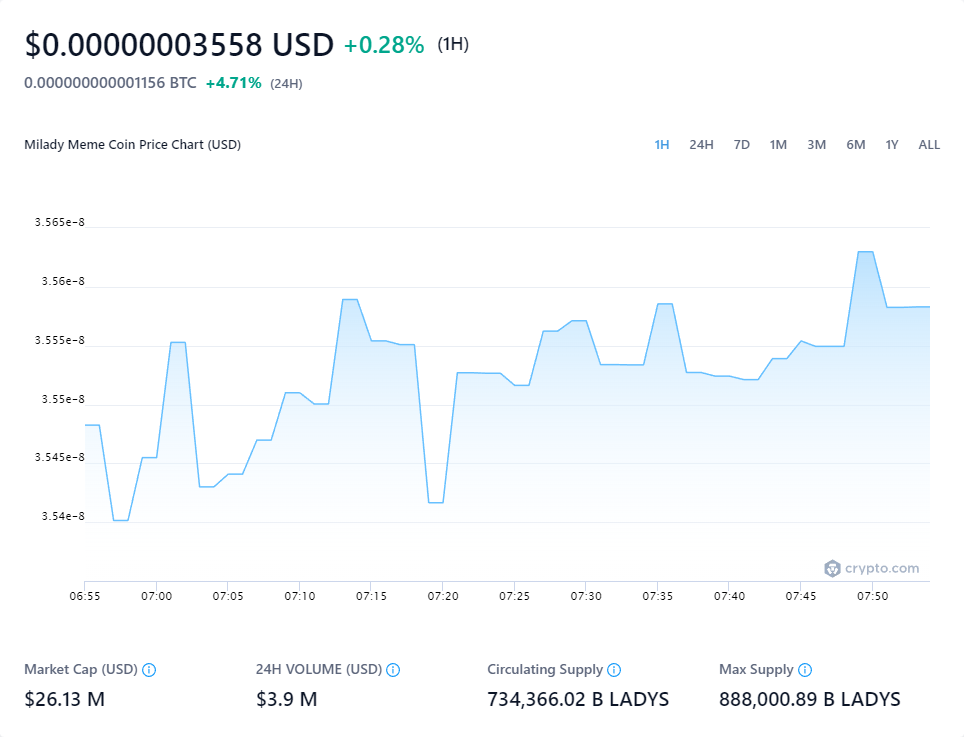 $0.00000003558 USD +0.28% (1H)
0.000000000001156 BTC +4.71% (24H)
Milady Meme Coin Price Chart (USD) 1H 24H 7D 1M 3M 6M 1Y ALL
3.565e-8
3.56e-8
3.555e-8
3.55e-8
3.545e-8
3.54e-8
crypto.com
06:55 07:00 07:05 07:10 07:15 07:20 07:25 07:30 07:35 07:40 07:45 07:50
Market Cap (USD) 24H VOLUME (USD) Circulating Supply Max Supply
$26.13 M $3.9 M 734,366.02 B LADYS 888,000.89 B LADYS